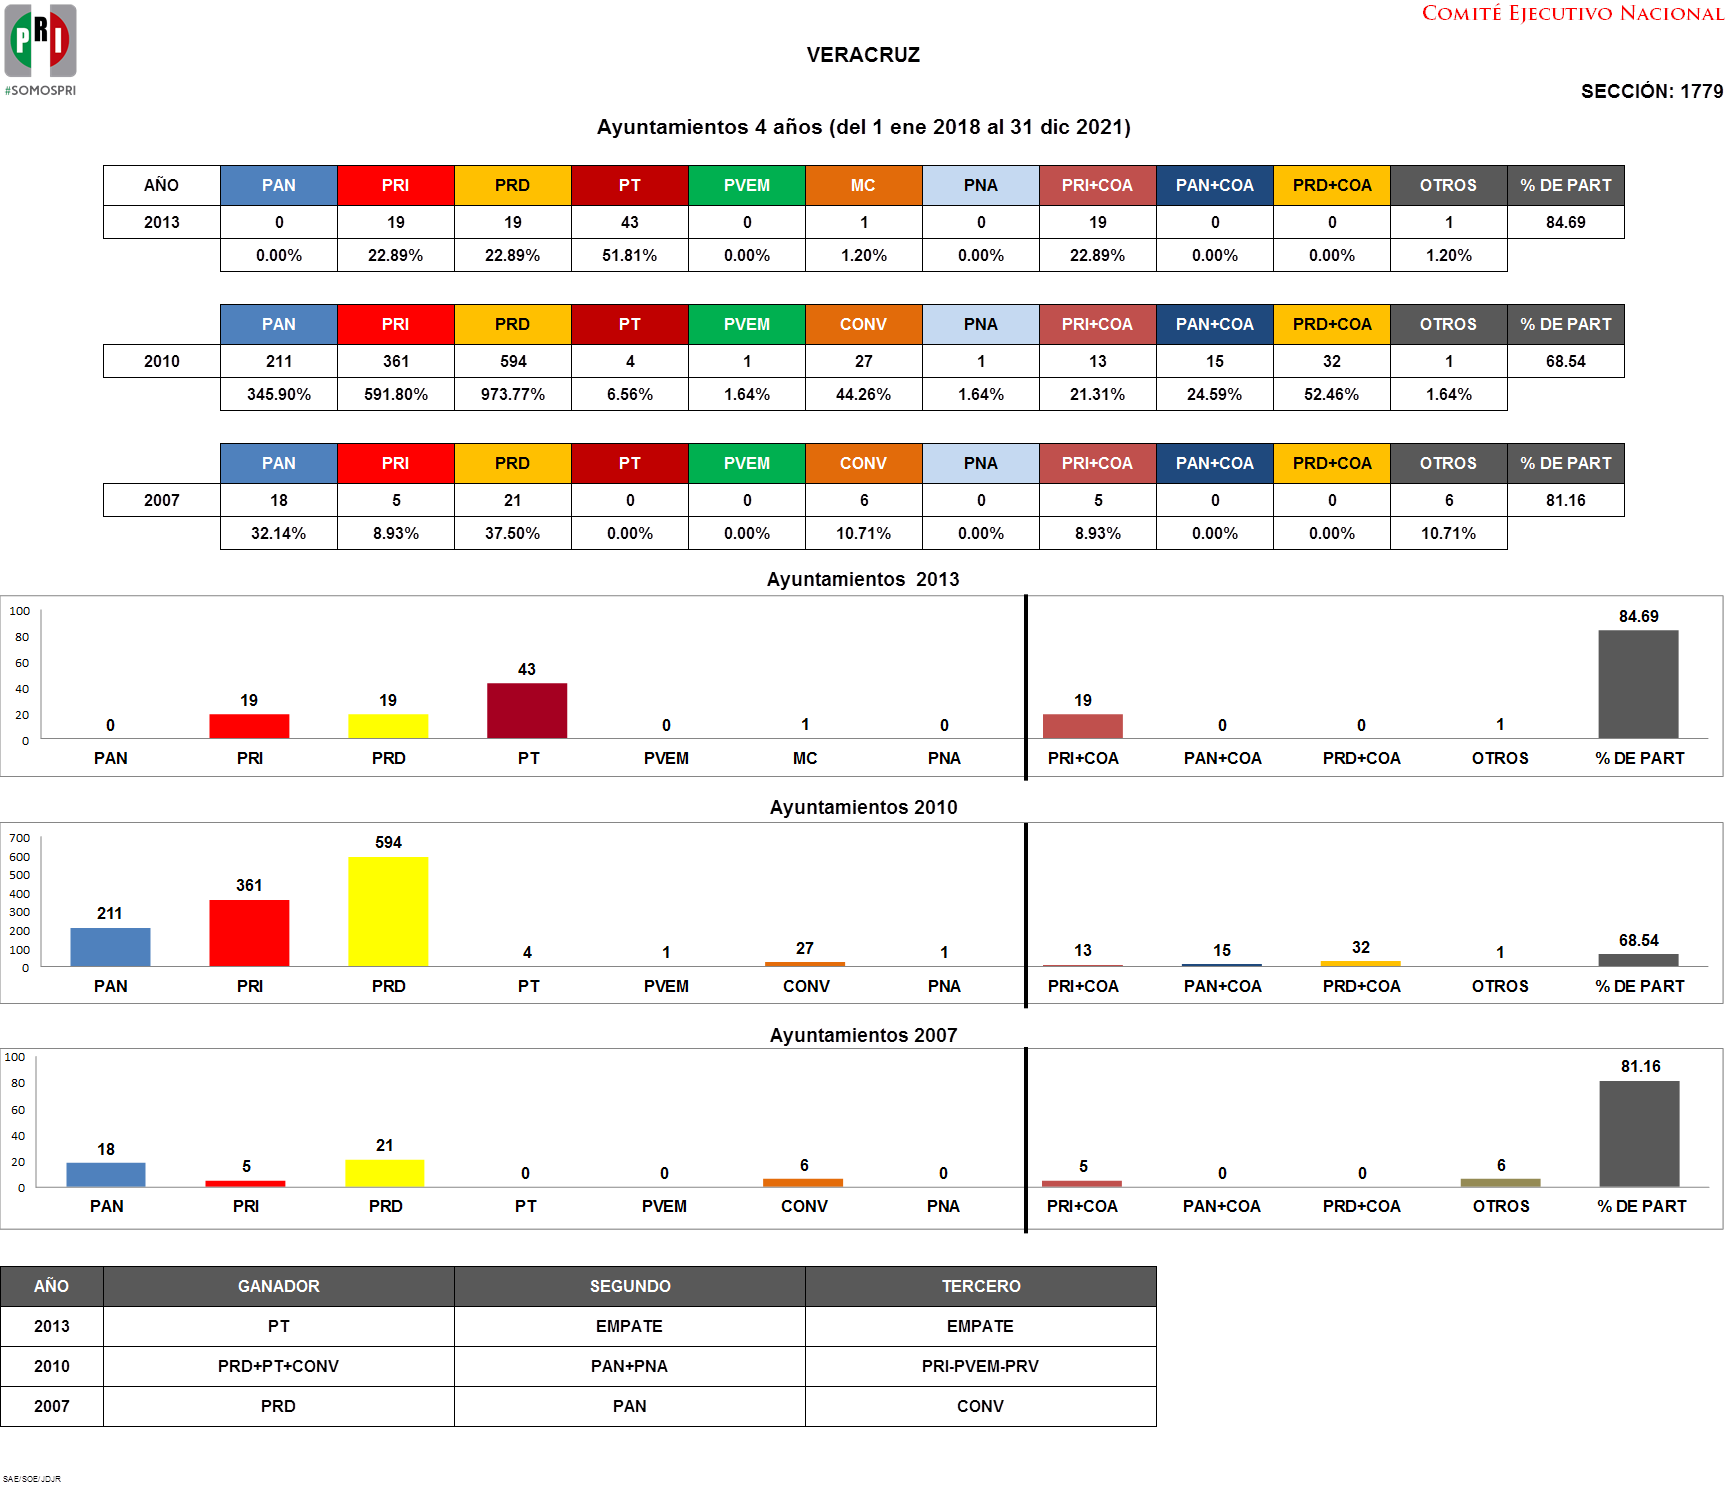 PRI
#SOMOSPRI
COMITÉ EJECUTIVO NACIONAL
VERACRUZ
SECCIÓN: 1779
Ayuntamientos 4 años (del 1 ene 2018 al 31 dic 2021)
AÑO PAN PRI PRD PT PVEM MC PNA PRI+COA PAN+COA PRD+COA OTROS % DE PART
2013 0 19 19 43 0 1 0 19 0 0 1 84.69
0.00% 22.89% 22.89% 51.81% 0.00% 1.20% 0.00% 22.89% 0.00% 0.00% 1.20%
PAN PRI PRD PT PVEM CONV PNA PRI+COA PAN+COA PRD+COA OTROS % DE PART
2010 211 361 594 4 1 27 1 13 15 32 1 68.54
345.90% 591.80% 973.77% 6.56% 1.64% 44.26% 1.64% 21.31% 24.59% 52.46% 1.64%
PAN PRI PRD PT PVEM CONV PNA PRI+COA PAN+COA PRD+COA OTROS % DE PART
2007 18 5 21 0 0 6 0 5 0 0 6 81.16
32.14% 8.93% 37.50% 0.00% 0.00% 10.71% 0.00% 8.93% 0.00% 0.00% 10.71%
Ayuntamientos 2013
100
80
60
40
20
0
0 19 19 43 0 1 0 19 0 0 1 84.69
PAN PRI PRD PT PVEM MC PNA PRI+COA PAN+COA PRD+COA OTROS % DE PART
Ayuntamientos 2010
700
600
500
400
300
200
100
0
211 361 594 4 1 27 1 13 15 32 1 68.54
PAN PRI PRD PT PVEM CONV PNA PRI+COA PAN+COA PRD+COA OTROS % DE PART
Ayuntamientos 2007
100
80
60
40
20
0
18 5 21 0 0 6 0 5 0 0 6 81.16
PAN PRI PRD PT PVEM CONV PNA PRI+COA PAN+COA PRD+COA OTROS % DE PART
AÑO GANADOR SEGUNDO TERCERO
2013 PT EMPATE EMPATE
2010 PRD+PT+CONV PAN+PNA PRI-PVEM-PRV
2007 PRD PAN CONV
SAE/SOE/JDJR